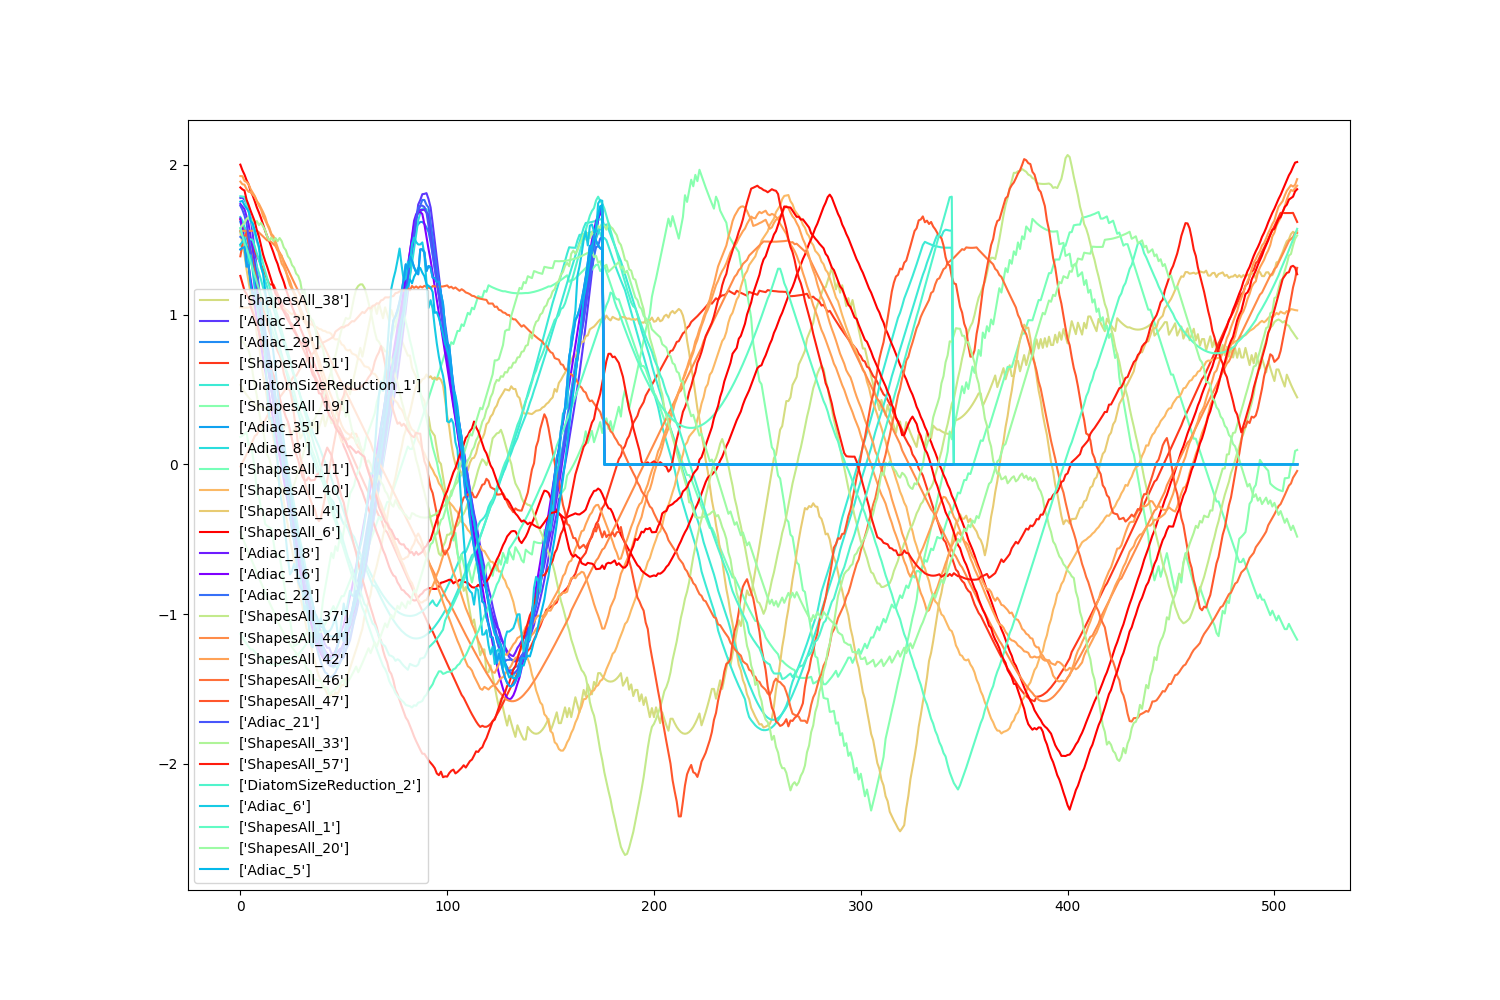 2
1
0
−1
−2
['ShapesAll_38']
['Adiac_2']
['Adiac_29']
['ShapesAll_51']
['DiatomSizeReduction_1']
['ShapesAll_19']
['Adiac_35']
['Adiac_8']
['ShapesAll_11']
['ShapesAll_40']
['ShapesAll_4']
['ShapesAll_6']
['Adiac_18']
['Adiac_16']
['Adiac_22']
['ShapesAll_37']
['ShapesAll_44']
['ShapesAll_42']
['ShapesAll_46']
['ShapesAll_47']
['Adiac_21']
['ShapesAll_33']
['ShapesAll_57']
['DiatomSizeReduction_2']
['Adiac_6']
['ShapesAll_1']
['ShapesAll_20']
['Adiac_5']
0 100 200 300 400 500